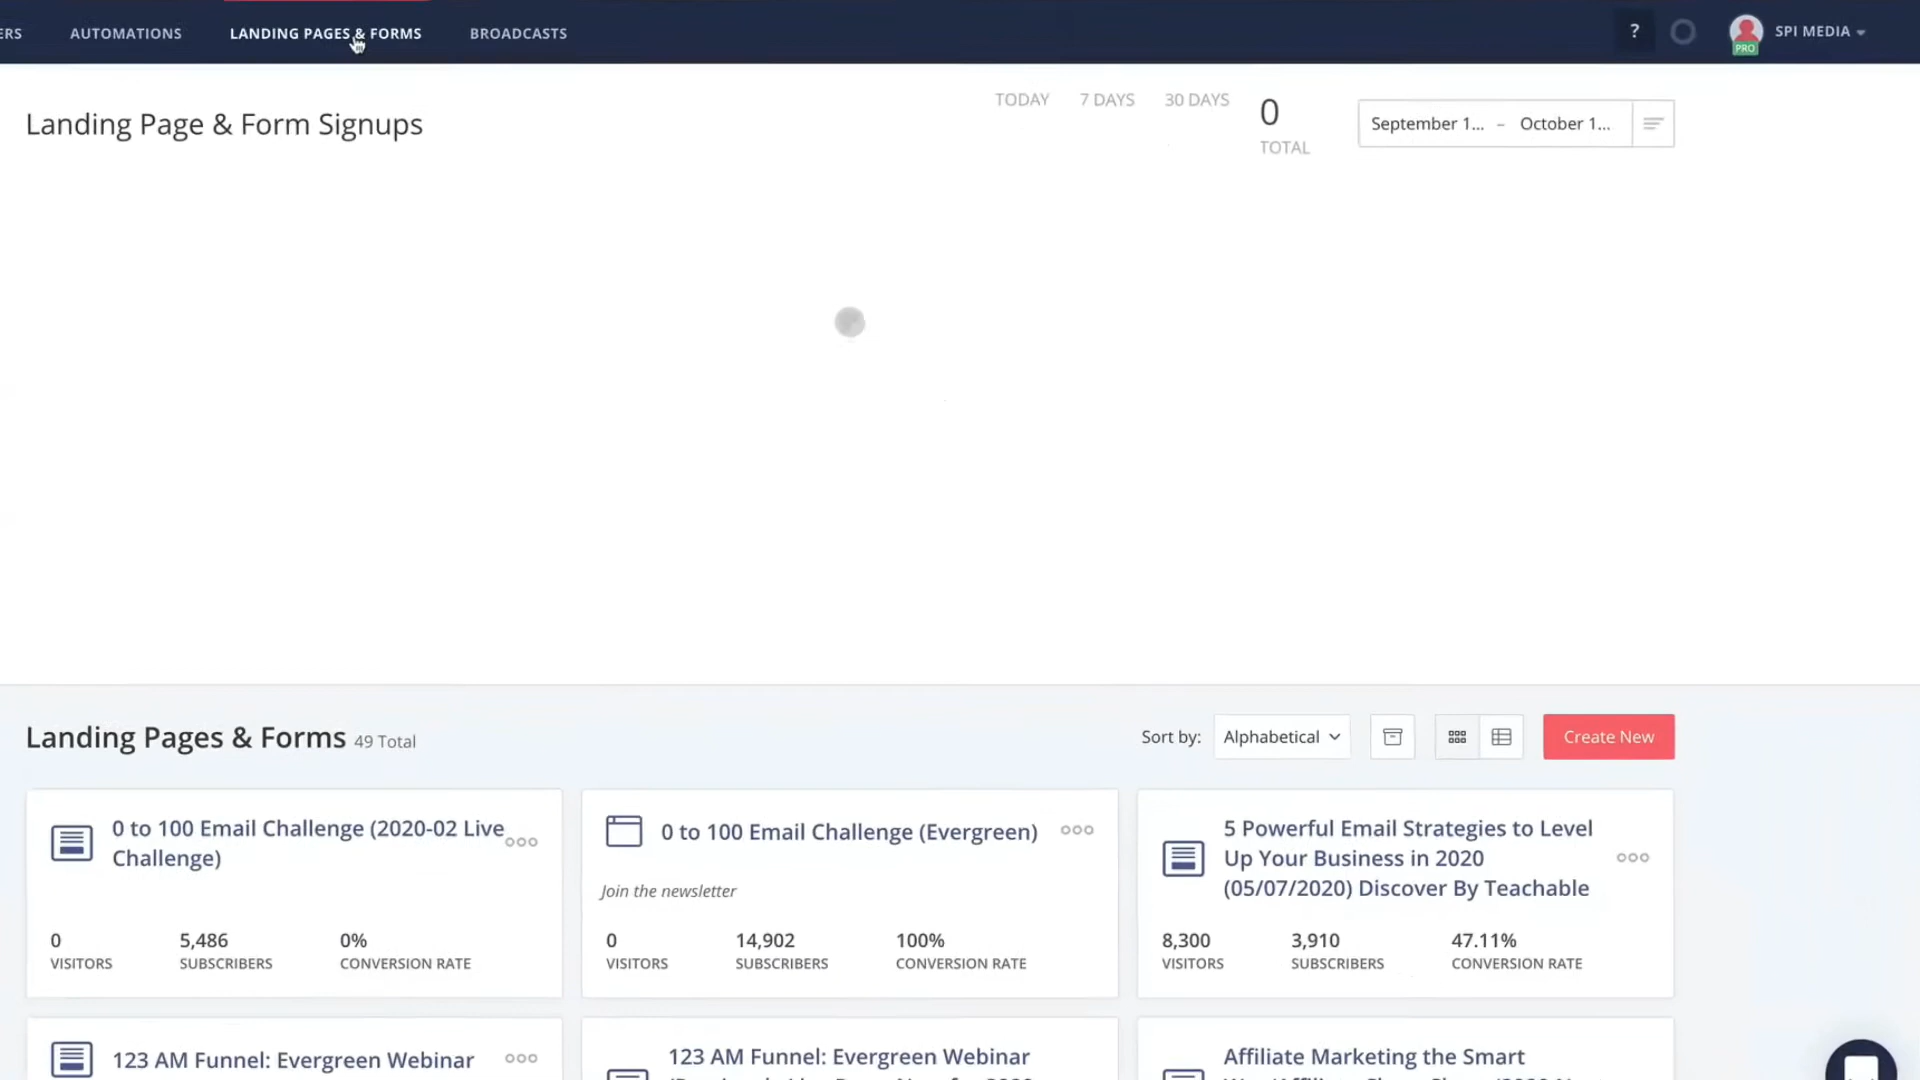 ERS AUTOMATIONS LANDING PAGES & FORMS BROADCASTS ? PRO SPI MEDIA
Landing Page & Form Signups
TODAY 7 DAYS 30 DAYS
0
TOTAL
September 1... – October 1...
Landing Pages & Forms 49 Total
Sort by: Alphabetical
Create New
0 to 100 Email Challenge (2020-02 Live
Challenge)
0 5,486 0%
VISITORS SUBSCRIBERS CONVERSION RATE
0 to 100 Email Challenge (Evergreen)
Join the newsletter
0 14,902 100%
VISITORS SUBSCRIBERS CONVERSION RATE
5 Powerful Email Strategies to Level
Up Your Business in 2020
(05/07/2020) Discover By Teachable
8,300 3,910 47.11%
VISITORS SUBSCRIBERS CONVERSION RATE
123 AM Funnel: Evergreen Webinar
123 AM Funnel: Evergreen Webinar
Affiliate Marketing the Smart